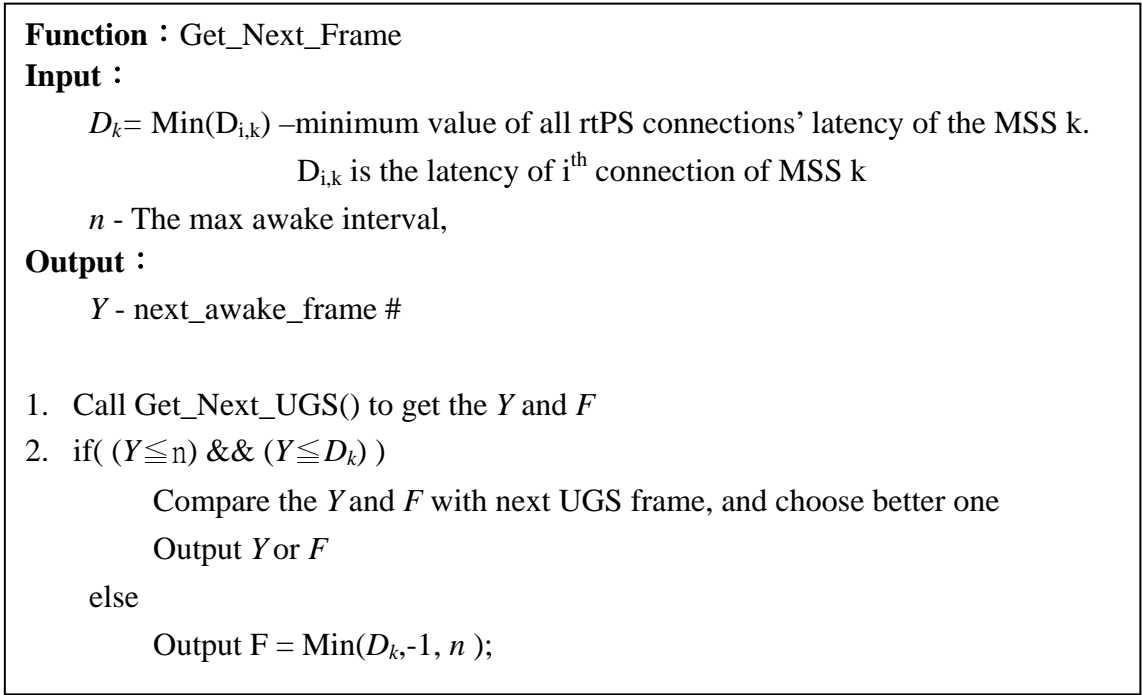 Function：Get_Next_Frame
Input：
Dk= Min(Di,k) –minimum value of all rtPS connections’ latency of the MSS k.
Di,k is the latency of ith connection of MSS k
n - The max awake interval,
Output：
Y - next_awake_frame #
1. Call Get_Next_UGS() to get the Y and F
2. if( (Y≦n) && (Y≦Dk) )
Compare the Y and F with next UGS frame, and choose better one
Output Y or F
else
Output F = Min(Dk,-1, n );